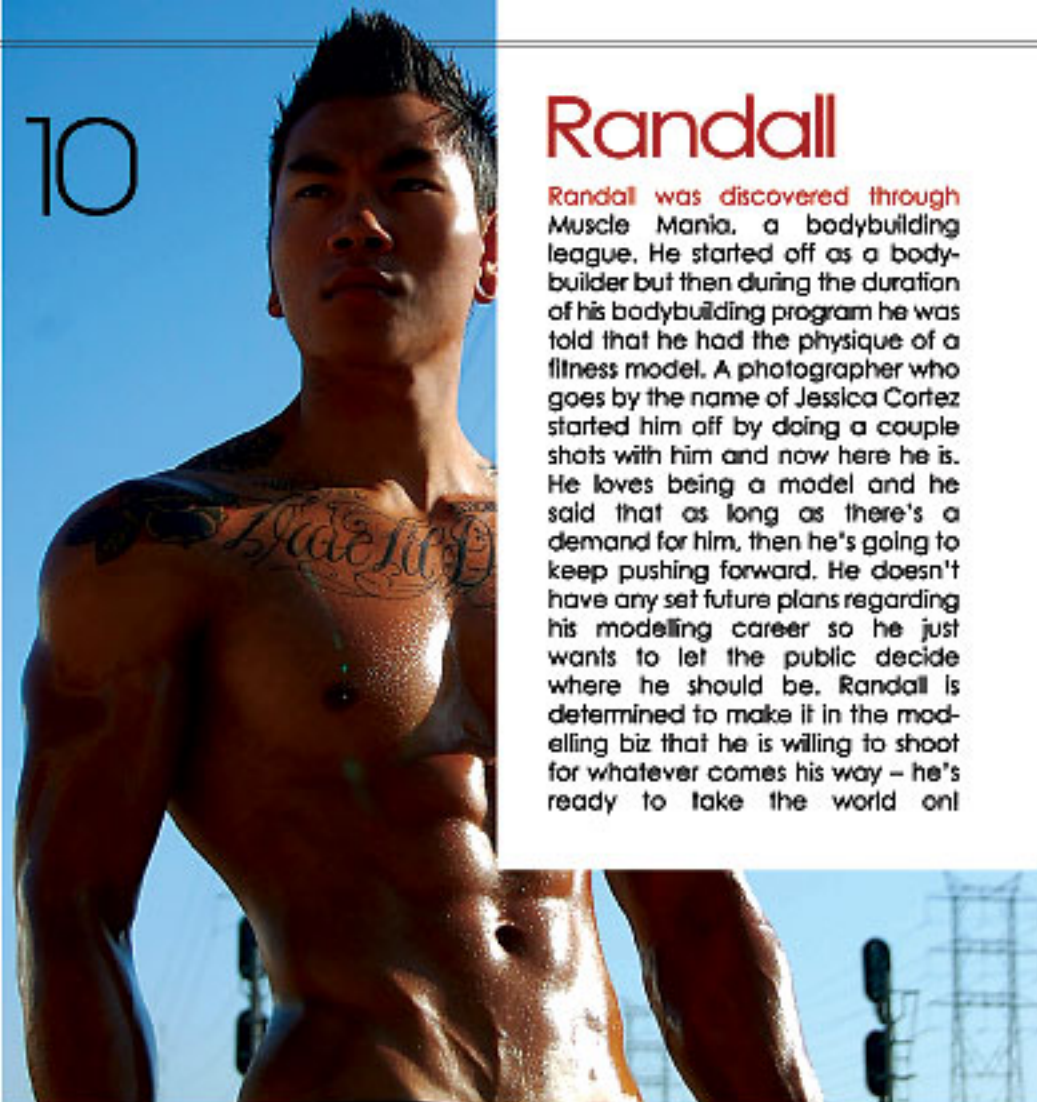 10
Randall
Randall was discovered through
Muscle Mania, a bodybuilding
league. He started off as a body-
builder but then during the duration
of his bodybuilding program he was
told that he had the physique of a
fitness model. A photographer who
goes by the name of Jessica Cortez
started him off by doing a couple
shots with him and now here he is.
He loves being a model and he
said that as long as there's a
demand for him, then he's going to
keep pushing forward. He doesn't
have any set future plans regarding
his modelling career so he just
wants to let the public decide
where he should be. Randall is
determined to make it in the mod-
elling biz that he is willing to shoot
for whatever comes his way – he's
ready to take the world on!